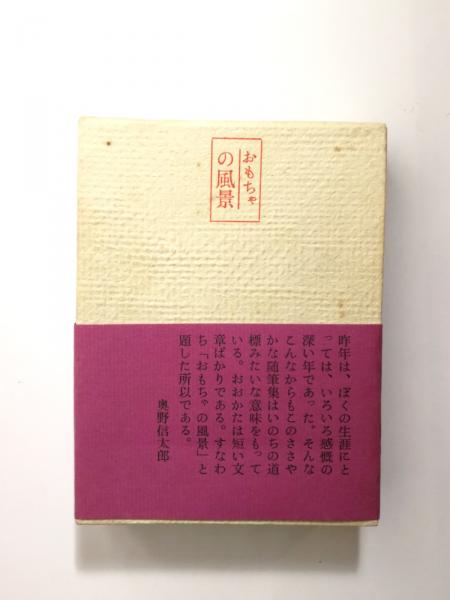 おもちゃ
の風景
昨年は、ぼくの生涯にと
っては、いろいろ感慨の
深い年であった。そんな
こんなからもこのささや
かな随筆集はいのちの道
標みたいな意味をもって
いる。おおかたは短い文
章ばかりである。すなわ
ち「おもちゃの風景」と
題した所以である。
奥野信太郎